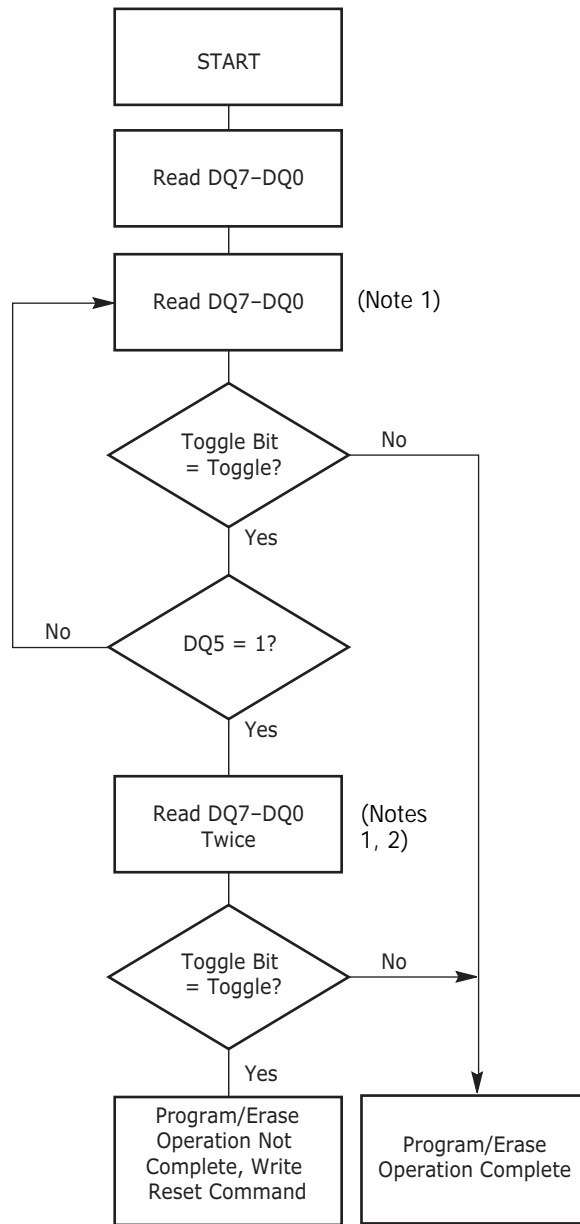 START
Read DQ7–DQ0
Read DQ7–DQ0
(Note 1)
Toggle Bit
= Toggle?
No
Yes
No
DQ5 = 1?
Yes
Read DQ7–DQ0
Twice
(Notes
1, 2)
Toggle Bit
= Toggle?
No
Yes
Program/Erase
Operation Not
Complete, Write
Reset Command
Program/Erase
Operation Complete